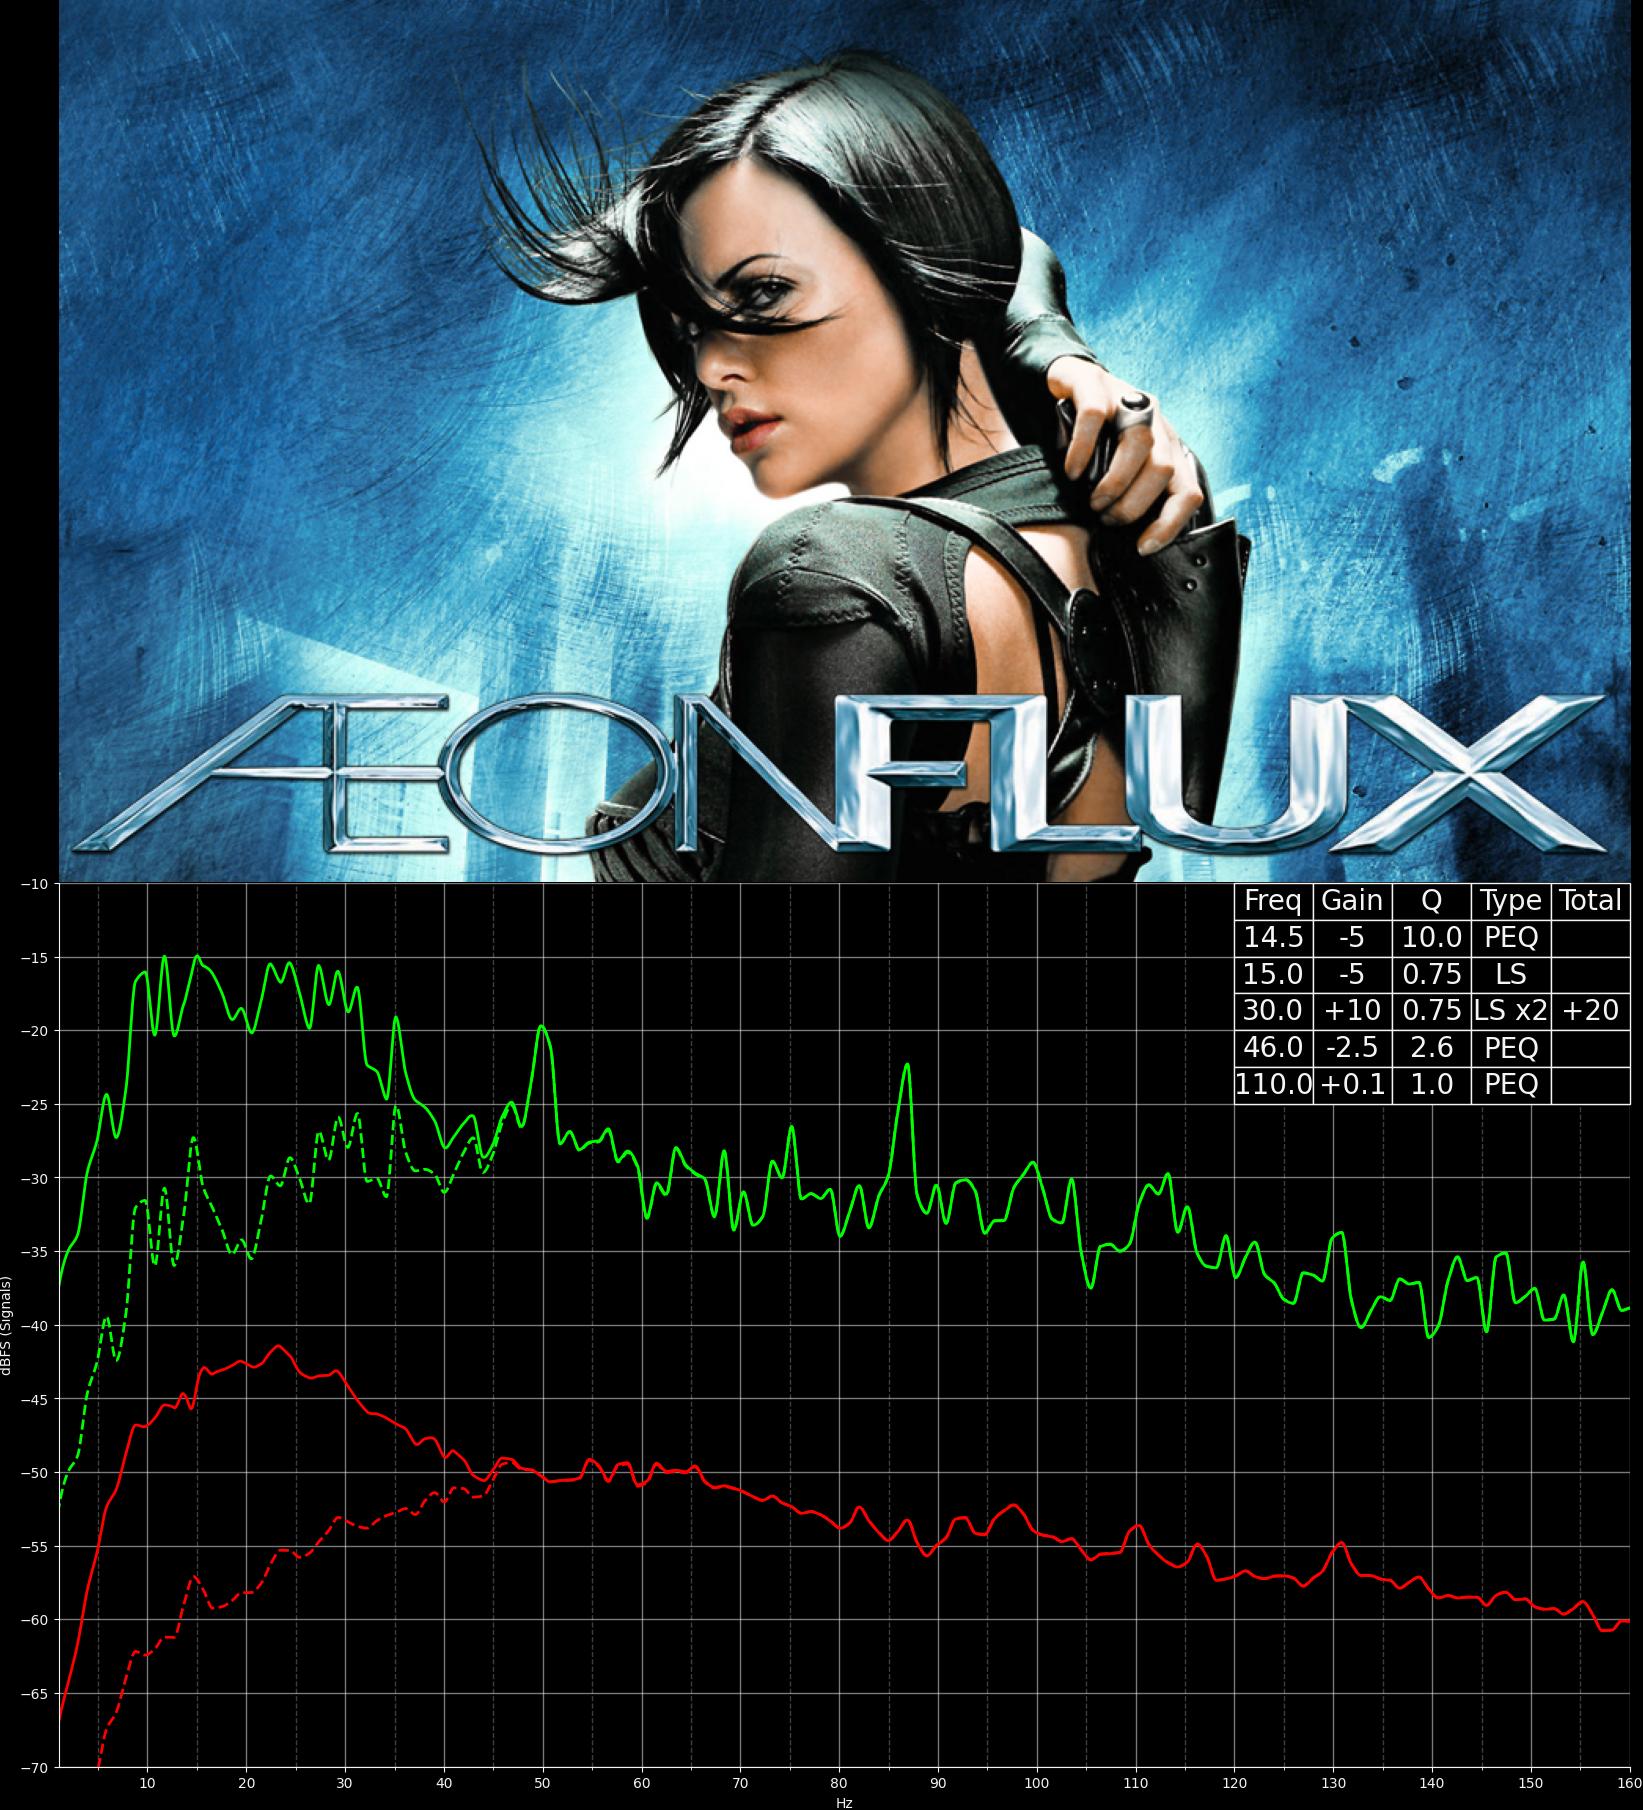 ÆONFLUX
−10
−15
−20
−25
−30
−35
−40
−45
−50
−55
−60
−65
−70
dBFS (Signals)
Freq Gain Q Type Total
14.5 -5 10.0 PEQ
15.0 -5 0.75 LS
30.0 +10 0.75 LS x2 +20
46.0 -2.5 2.6 PEQ
110.0 +0.1 1.0 PEQ
10 20 30 40 50 60 70 80 90 100 110 120 130 140 150 160
Hz